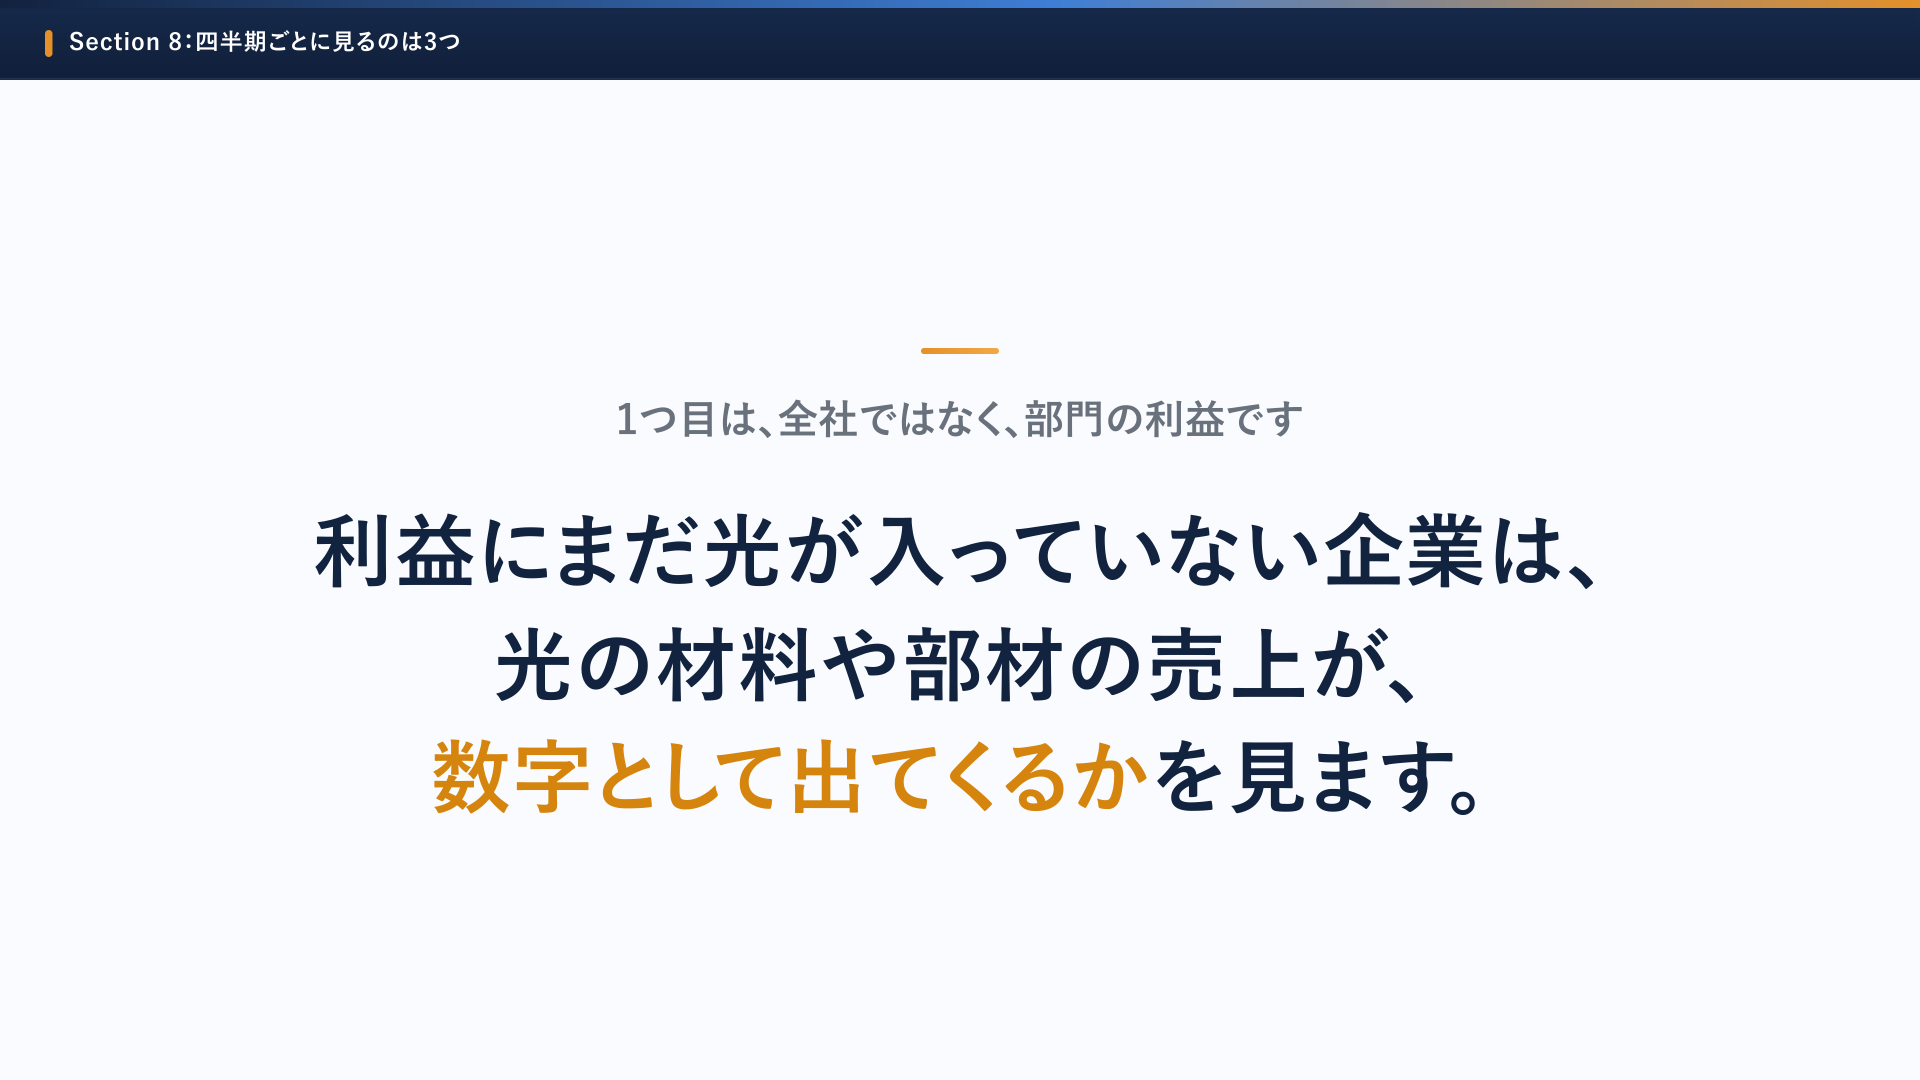 Section 8：四半期ごとに見るのは3つ
1つ目は、全社ではなく、部門の利益です
利益にまだ光が入っていない企業は、
光の材料や部材の売上が、
数字として出てくるかを見ます。